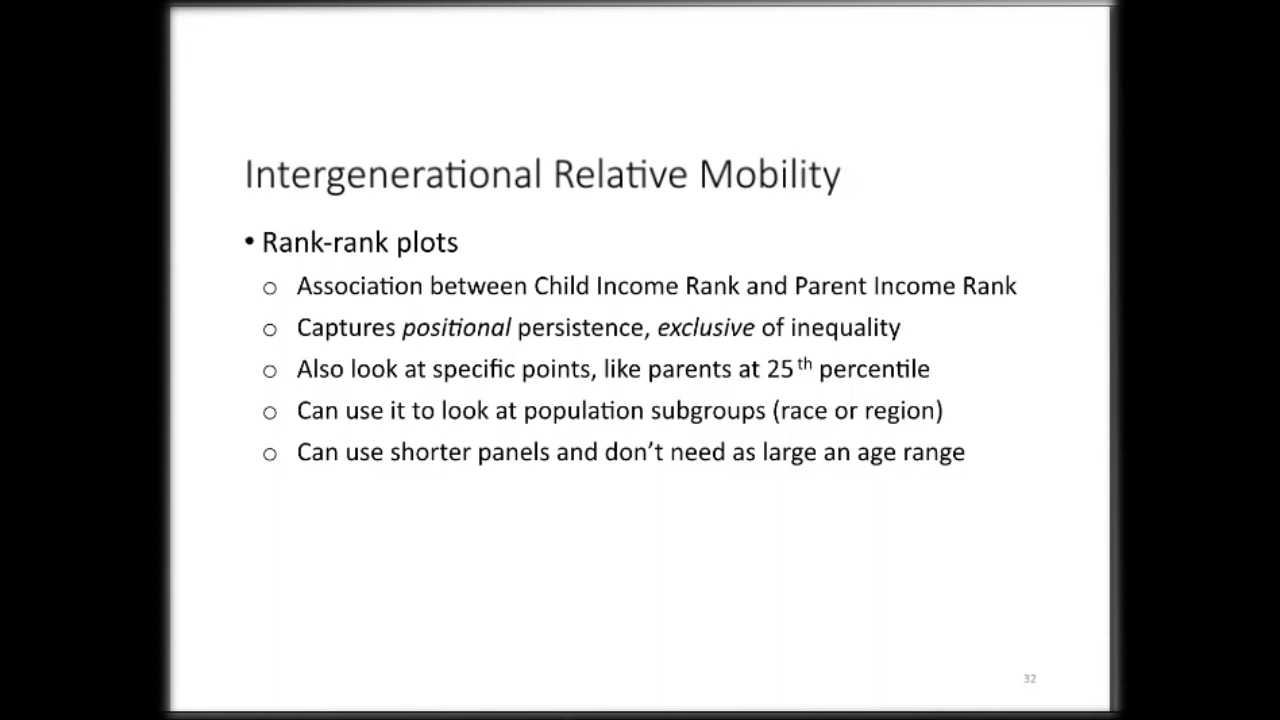 Intergenerational Relative Mobility
• Rank-rank plots
○ Association between Child Income Rank and Parent Income Rank
○ Captures positional persistence, exclusive of inequality
○ Also look at specific points, like parents at 25th percentile
○ Can use it to look at population subgroups (race or region)
○ Can use shorter panels and don’t need as large an age range
32